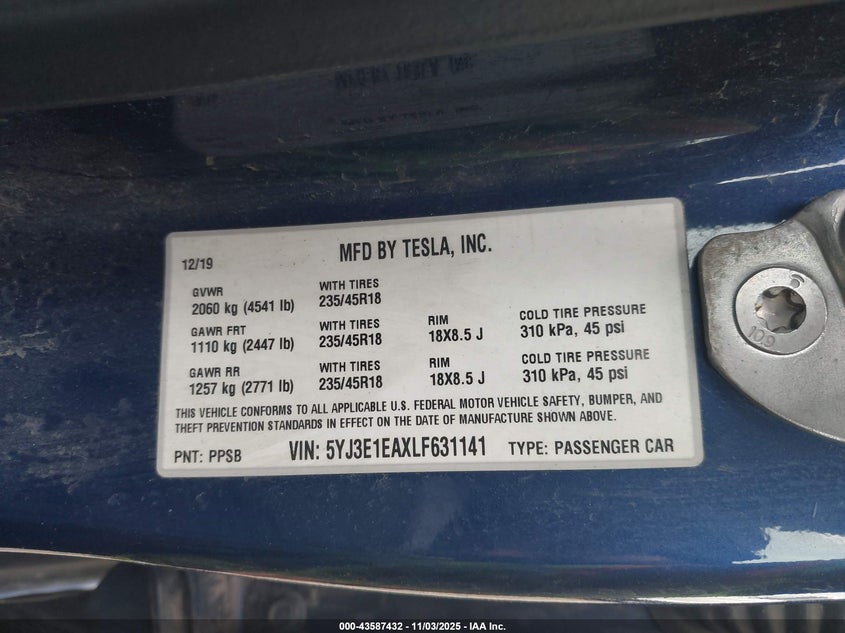 12/19
MFD BY TESLA, INC.
GVWR
2060 kg (4541 lb)
WITH TIRES
235/45R18
GAWR FRT
1110 kg (2447 lb)
WITH TIRES
235/45R18
RIM
18X8.5 J
COLD TIRE PRESSURE
310 kPa, 45 psi
GAWR RR
1257 kg (2771 lb)
WITH TIRES
235/45R18
RIM
18X8.5 J
COLD TIRE PRESSURE
310 kPa, 45 psi
THIS VEHICLE CONFORMS TO ALL APPLICABLE U.S. FEDERAL MOTOR VEHICLE SAFETY, BUMPER, AND
THEFT PREVENTION STANDARDS IN EFFECT ON THE DATE OF MANUFACTURE SHOWN ABOVE.
PNT: PPSB VIN: 5YJ3E1EAXLF631141 TYPE: PASSENGER CAR
10.9
000-43587432 - 11/03/2025 - IAA Inc.